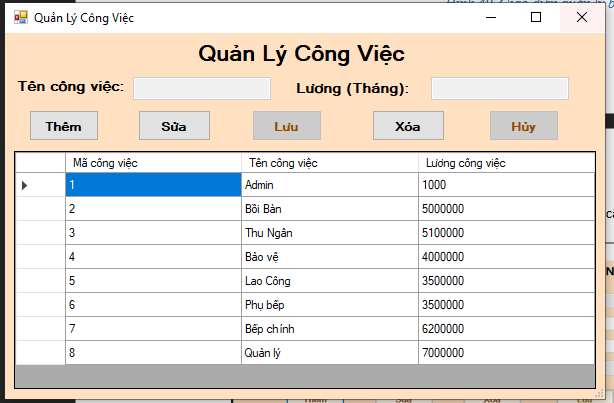 Quản Lý Công Việc
Quản Lý Công Việc
Tên công việc: Lương (Tháng):
Thêm Sửa Lưu Xóa Hủy
Mã công việc Tên công việc Lương công việc
1 Admin 1000
2 Bồi Bàn 5000000
3 Thu Ngân 5100000
4 Bảo vệ 4000000
5 Lao Công 3500000
6 Phụ bếp 3500000
7 Bếp chính 6200000
8 Quản lý 7000000